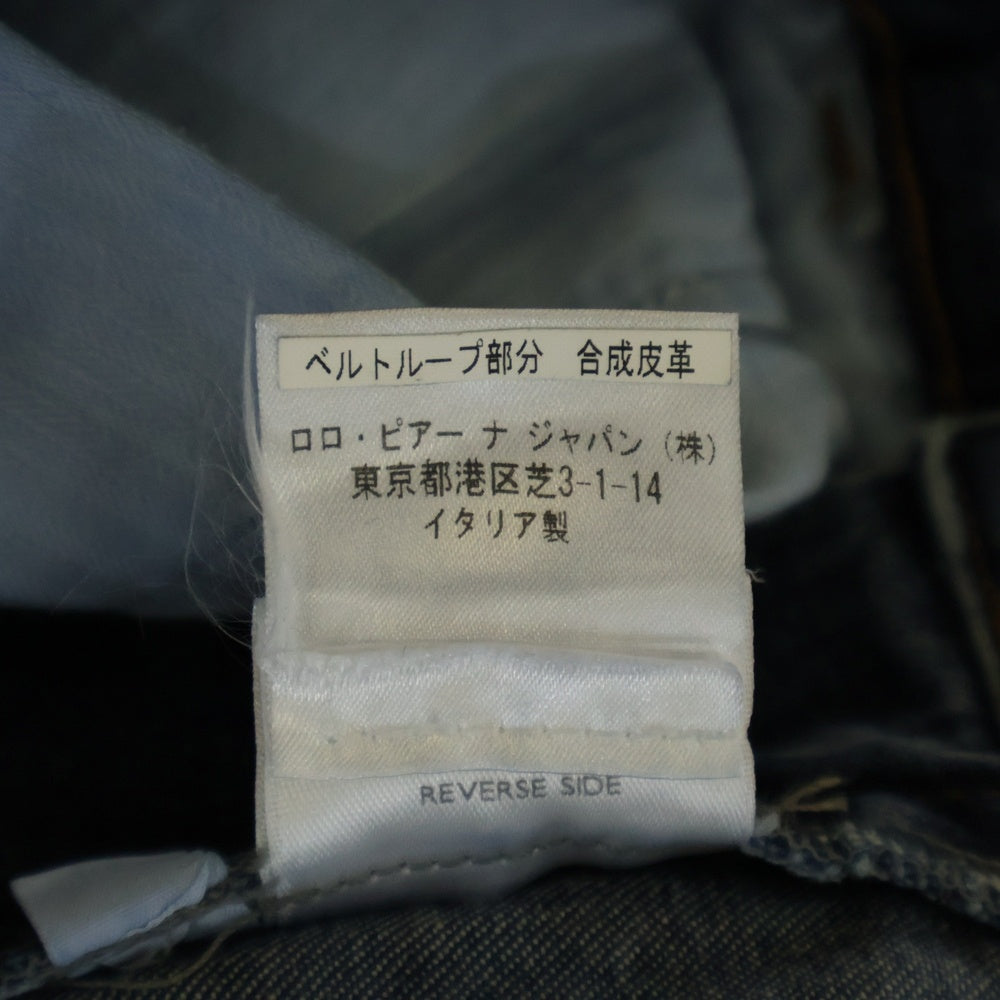 ベルトループ部分　合成皮革
ロロ・ピアーナ ジャパン (株)
東京都港区芝3-1-14
イタリア製
REVERSE SIDE